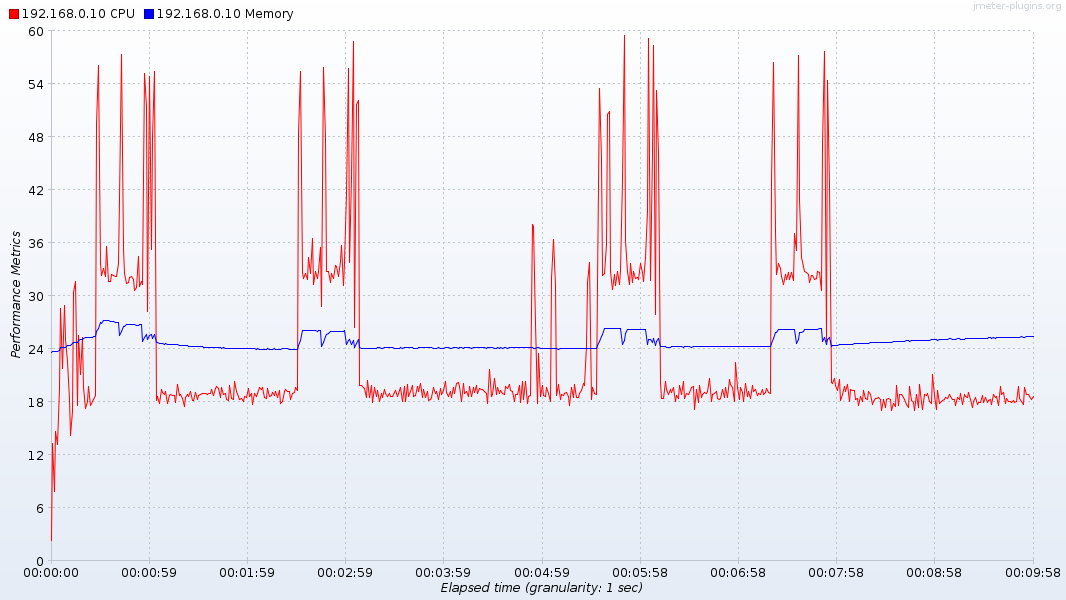 jmeter-plugins.org
192.168.0.10 CPU 192.168.0.10 Memory
60
54
48
42
36
30
24
18
12
6
0
Performance Metrics
00:00:00 00:00:59 00:01:59 00:02:59 00:03:59 00:04:59 00:05:58 00:06:58 00:07:58 00:08:58 00:09:58
Elapsed time (granularity: 1 sec)